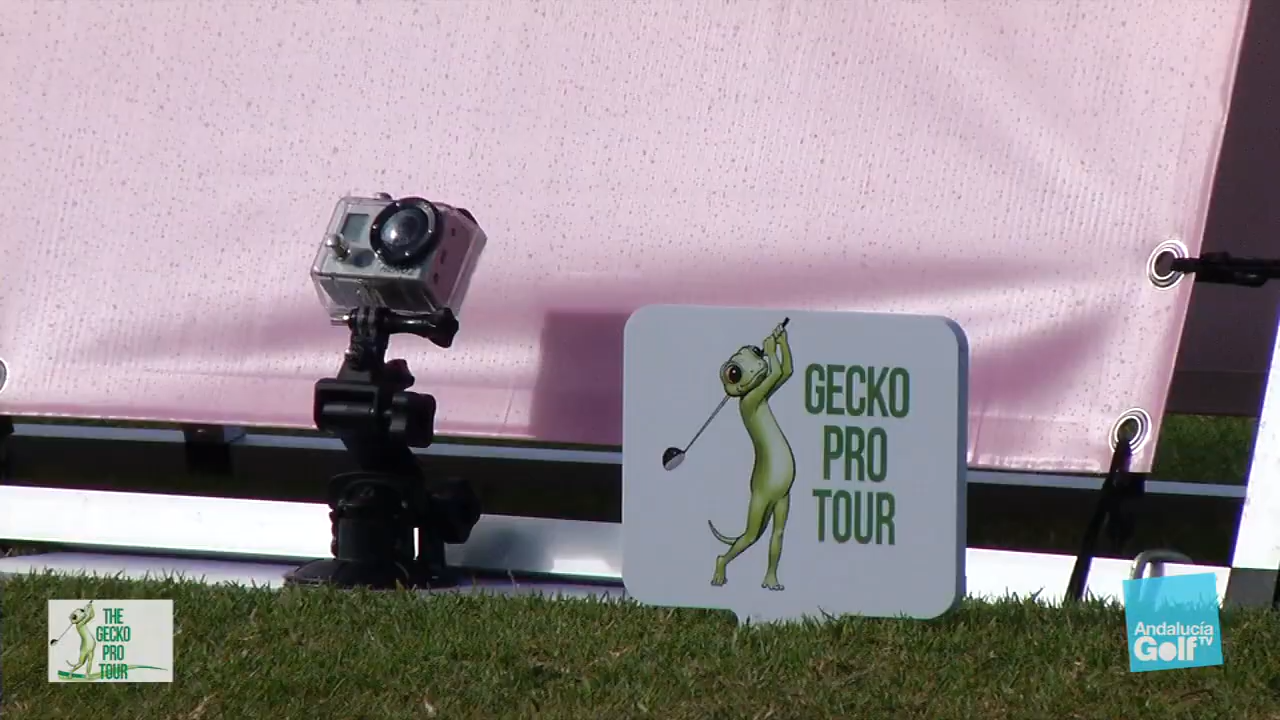 GECKO
PRO
TOUR
THE
GECKO
PRO
TOUR
Andalucía
Golf TV